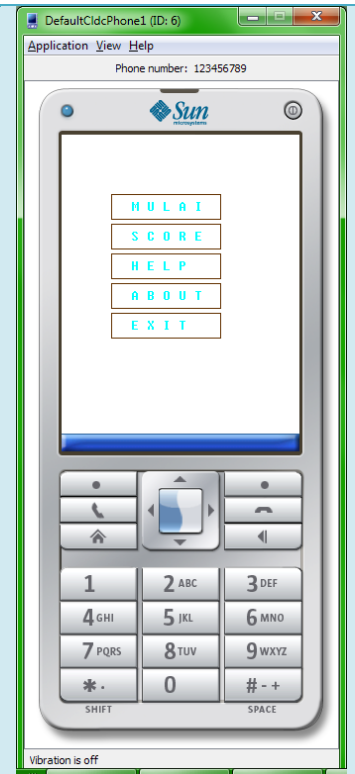 DefaultCldcPhone1 (ID: 6)
Application View Help
Phone number: 123456789
Sun
microsystems
M U L A I
S C O R E
H E L P
A B O U T
E X I T
1 2 ABC 3 DEF
4 GHI 5 JKL 6 MNO
7 PQRS 8 TUV 9 WXYZ
* . 0 # - +
SHIFT SPACE
Vibration is off